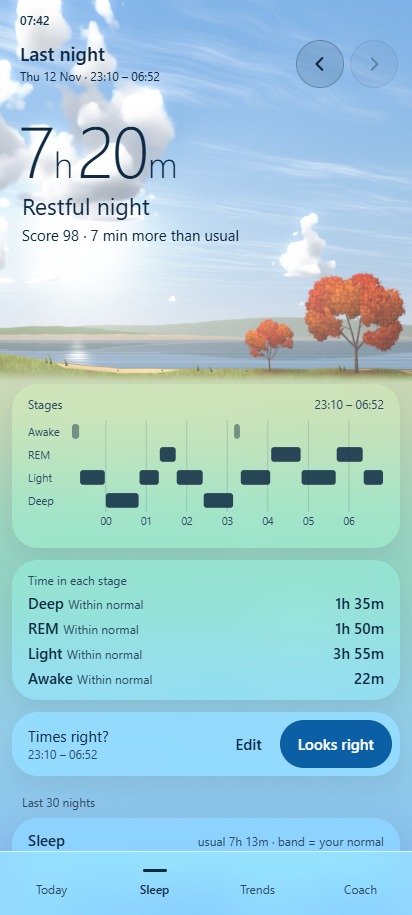 07:42
Last night
Thu 12 Nov · 23:10 – 06:52
7h 20m
Restful night
Score 98 · 7 min more than usual
Stages 23:10 – 06:52
Awake
REM
Light
Deep
00 01 02 03 04 05 06
Time in each stage
Deep Within normal 1h 35m
REM Within normal 1h 50m
Light Within normal 3h 55m
Awake Within normal 22m
Times right?
23:10 – 06:52
Edit
Looks right
Last 30 nights
Sleep usual 7h 13m · band = your normal
Today Sleep Trends Coach